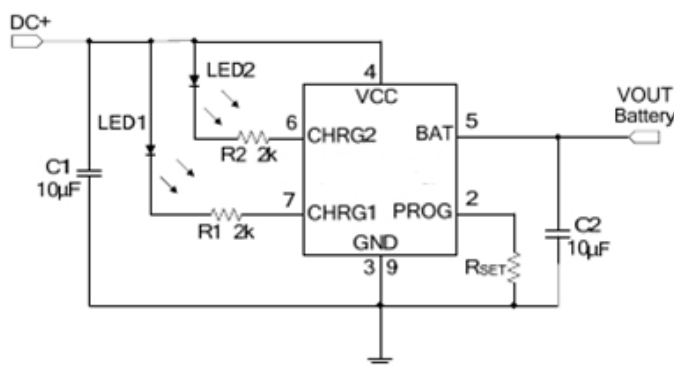 DC+
LED2
4
VCC
VOUT
Battery
LED1
6
CHRG2
BAT
5
R2 2k
C1
10µF
7
CHRG1
PROG
2
R1 2k
GND
C2
10µF
3 9
RSET